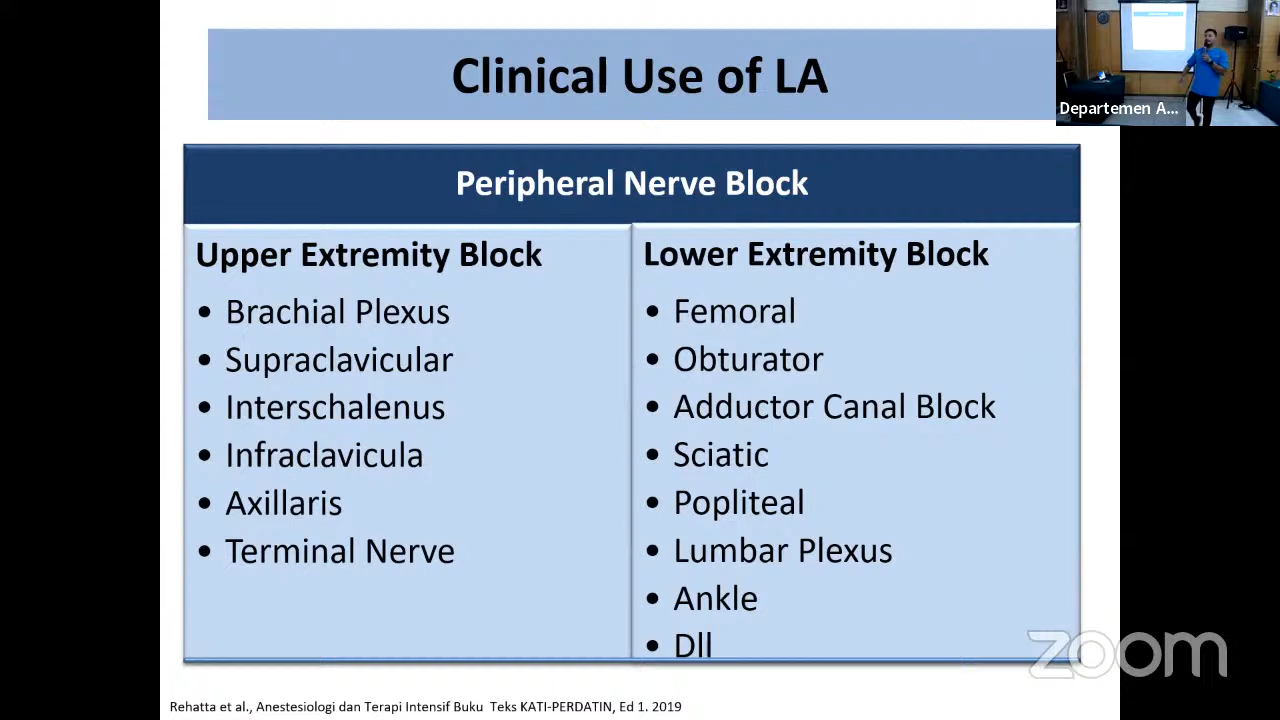 Clinical Use of LA
Departemen A...
Peripheral Nerve Block
Upper Extremity Block
• Brachial Plexus
• Supraclavicular
• Interschalenus
• Infraclavicula
• Axillaris
• Terminal Nerve
Lower Extremity Block
• Femoral
• Obturator
• Adductor Canal Block
• Sciatic
• Popliteal
• Lumbar Plexus
• Ankle
• Dll
zoom
Rehatta et al., Anestesiologi dan Terapi Intensif Buku Teks KATI-PERDATIN, Ed 1. 2019